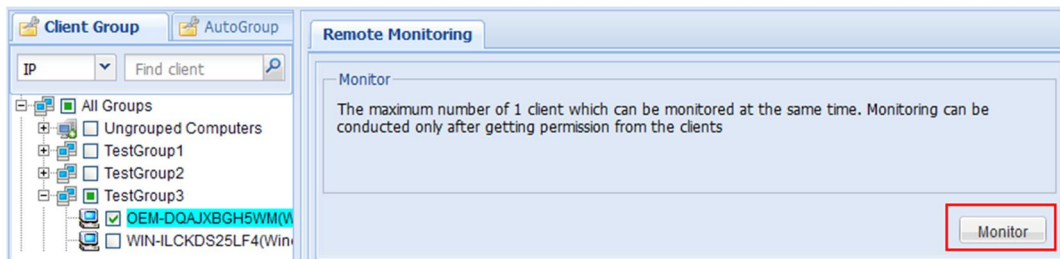 Client Group
AutoGroup
IP
Find client
All Groups
Ungrouped Computers
TestGroup1
TestGroup2
TestGroup3
OEM-DQAJXBGH5WM(W
WIN-ILCKDS25LF4(Win
Remote Monitoring
Monitor
The maximum number of 1 client which can be monitored at the same time. Monitoring can be
conducted only after getting permission from the clients
Monitor